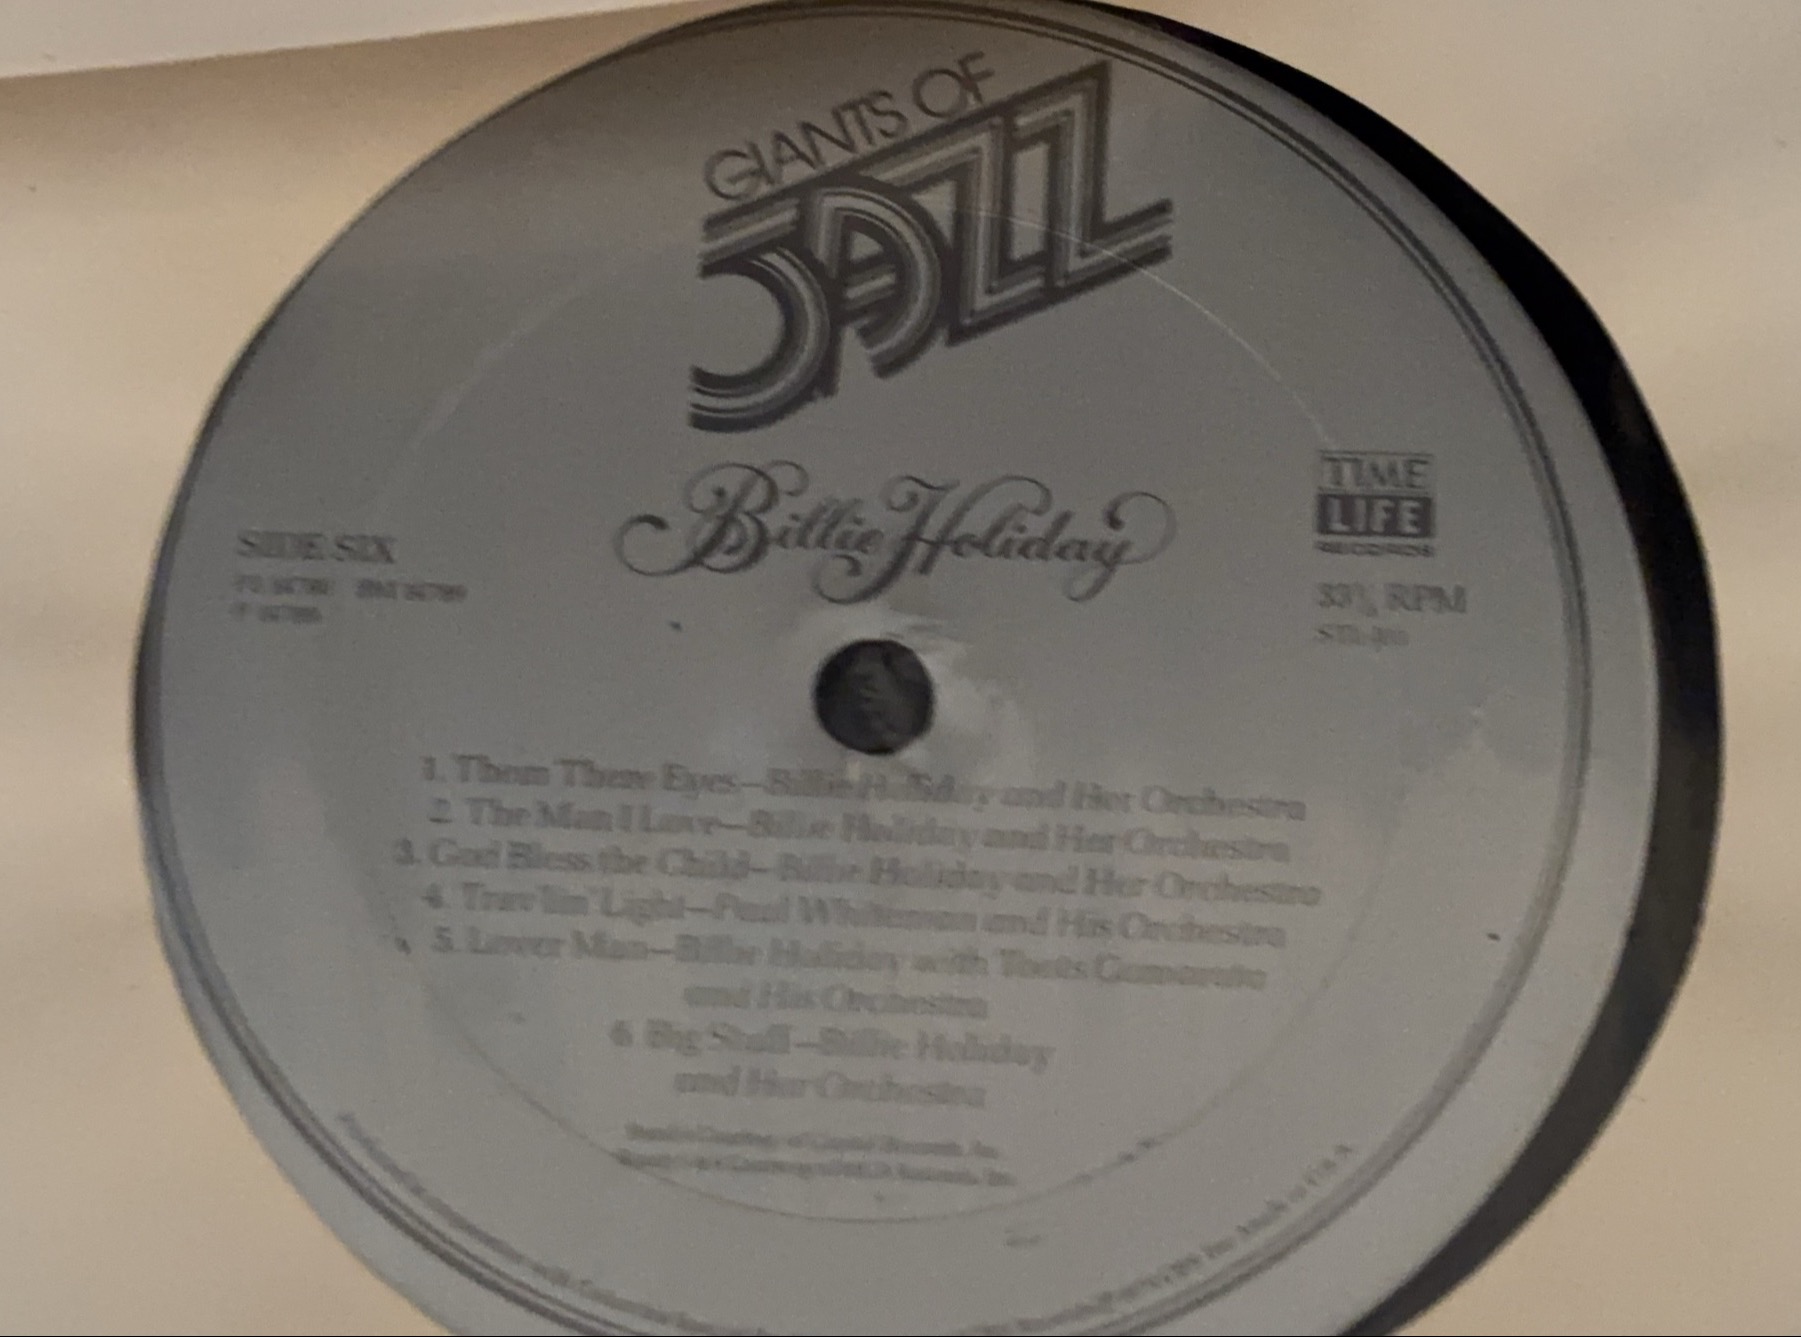 GIANTS OF
JAZZ
Billie Holiday
TIME
LIFE
RECORDS
SIDE SIX
33⅓ RPM
1. Them There Eyes—Billie Holiday and Her Orchestra
2. The Man I Love—Billie Holiday and Her Orchestra
3. God Bless the Child—Billie Holiday and Her Orchestra
4. Trav'lin' Light—Paul Whiteman and His Orchestra
5. Lover Man—Billie Holiday with Toots Camarata
and His Orchestra
6. Big Stuff—Billie Holiday
and Her Orchestra